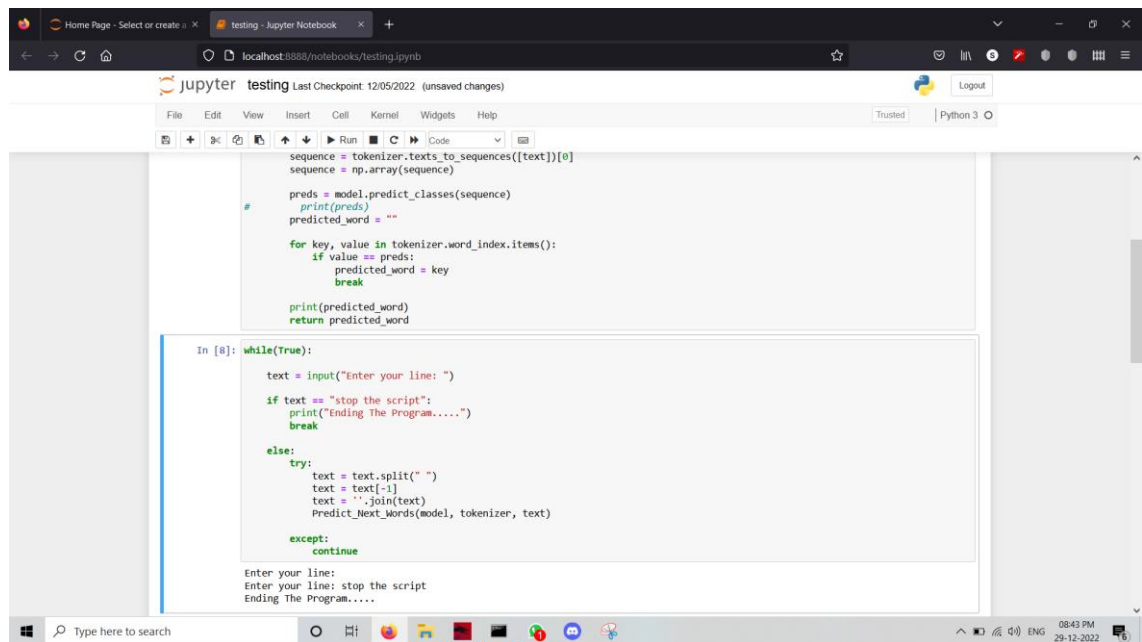 Home Page - Select or create a
testing - Jupyter Notebook
localhost:8888/notebooks/testing.ipynb
jupyter testing Last Checkpoint: 12/05/2022 (unsaved changes)
Logout
File Edit View Insert Cell Kernel Widgets Help
Trusted
Python 3
Run
Code
sequence = tokenizer.texts_to_sequences([text])[0]
sequence = np.array(sequence)
preds = model.predict_classes(sequence)
# print(preds)
predicted_word = ""
for key, value in tokenizer.word_index.items():
if value == preds:
predicted_word = key
break
print(predicted_word)
return predicted_word
In [8]: while(True):
text = input("Enter your line: ")
if text == "stop the script":
print("Ending The Program.....")
break
else:
try:
text = text.split(" ")
text = text[-1]
text = ''.join(text)
Predict_Next_Words(model, tokenizer, text)
except:
continue
Enter your line:
Enter your line: stop the script
Ending The Program.....
Type here to search
ENG
08:43 PM
29-12-2022